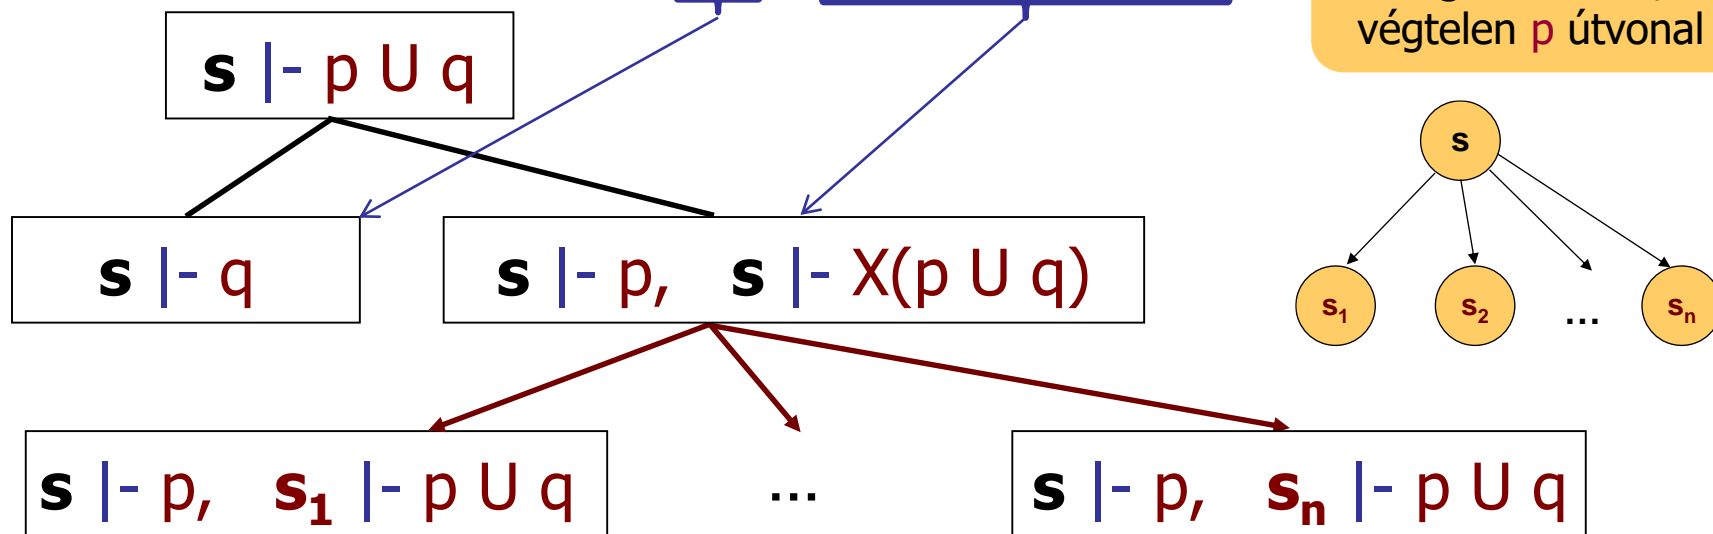 végtelen p útvonal
s |- p U q
s
s |- q
s |- p, s |- X(p U q)
s₁ s₂ ... sₙ
s |- p, s₁ |- p U q ... s |- p, sₙ |- p U q